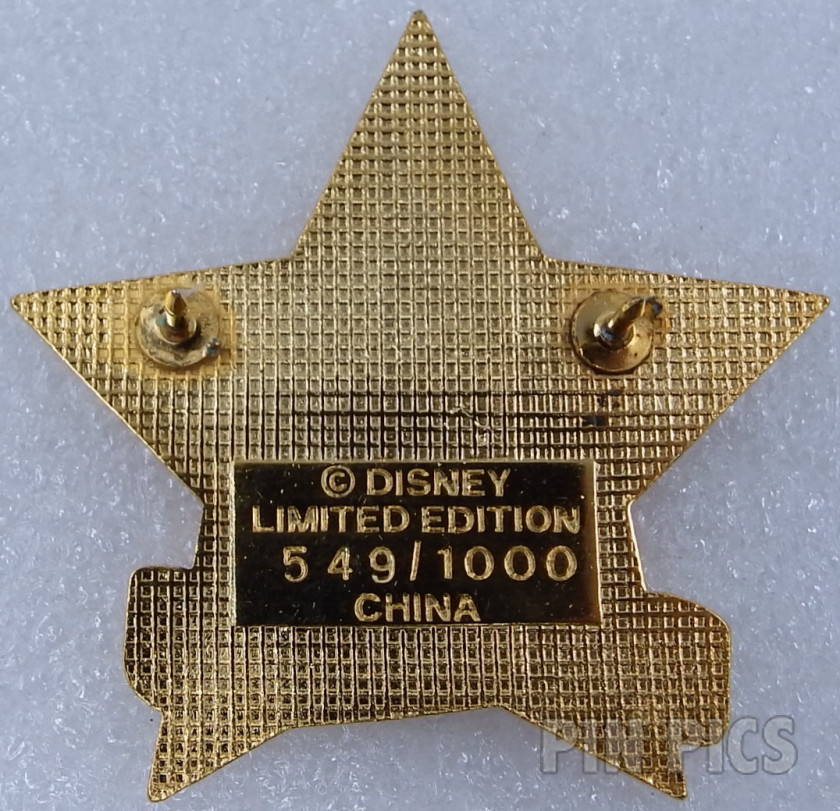 © DISNEY
LIMITED EDITION
549/1000
CHINA
PIN PICS